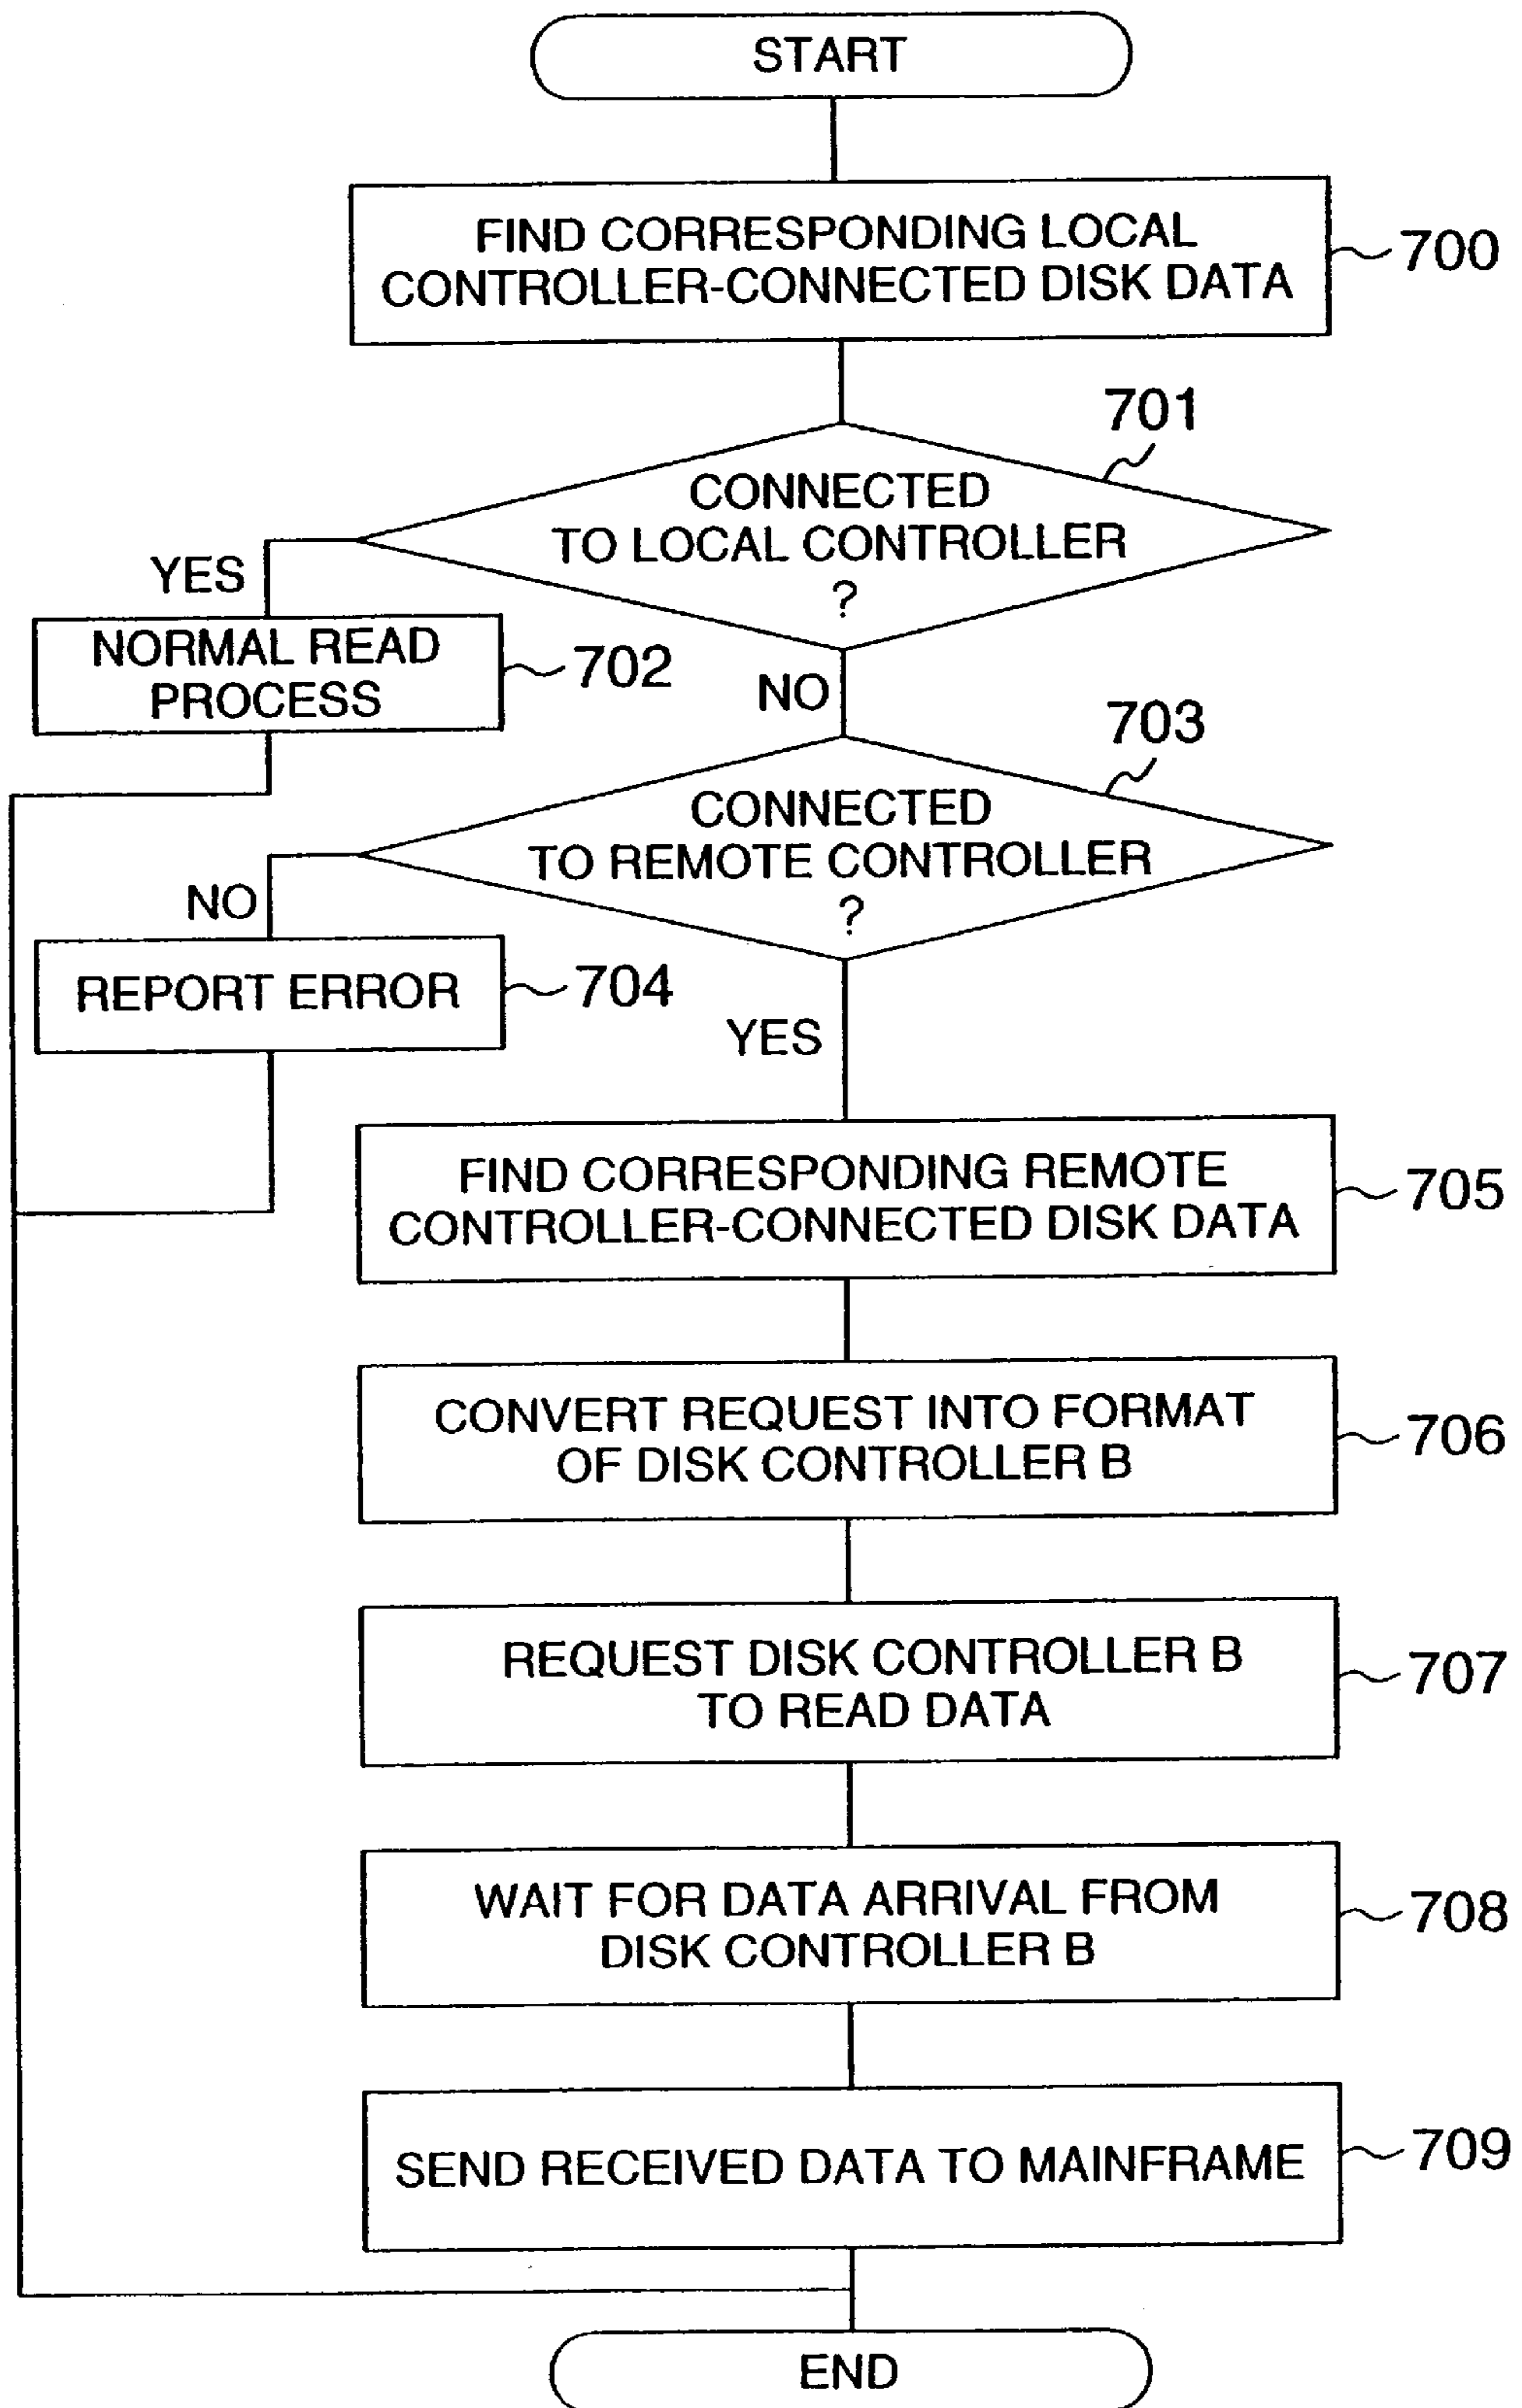 START
FIND CORRESPONDING LOCAL
CONTROLLER-CONNECTED DISK DATA
700
701
CONNECTED
TO LOCAL CONTROLLER
?
YES
NORMAL READ
PROCESS
702
NO
703
CONNECTED
TO REMOTE CONTROLLER
?
NO
REPORT ERROR
704
YES
FIND CORRESPONDING REMOTE
CONTROLLER-CONNECTED DISK DATA
705
CONVERT REQUEST INTO FORMAT
OF DISK CONTROLLER B
706
REQUEST DISK CONTROLLER B
TO READ DATA
707
WAIT FOR DATA ARRIVAL FROM
DISK CONTROLLER B
708
SEND RECEIVED DATA TO MAINFRAME
709
END